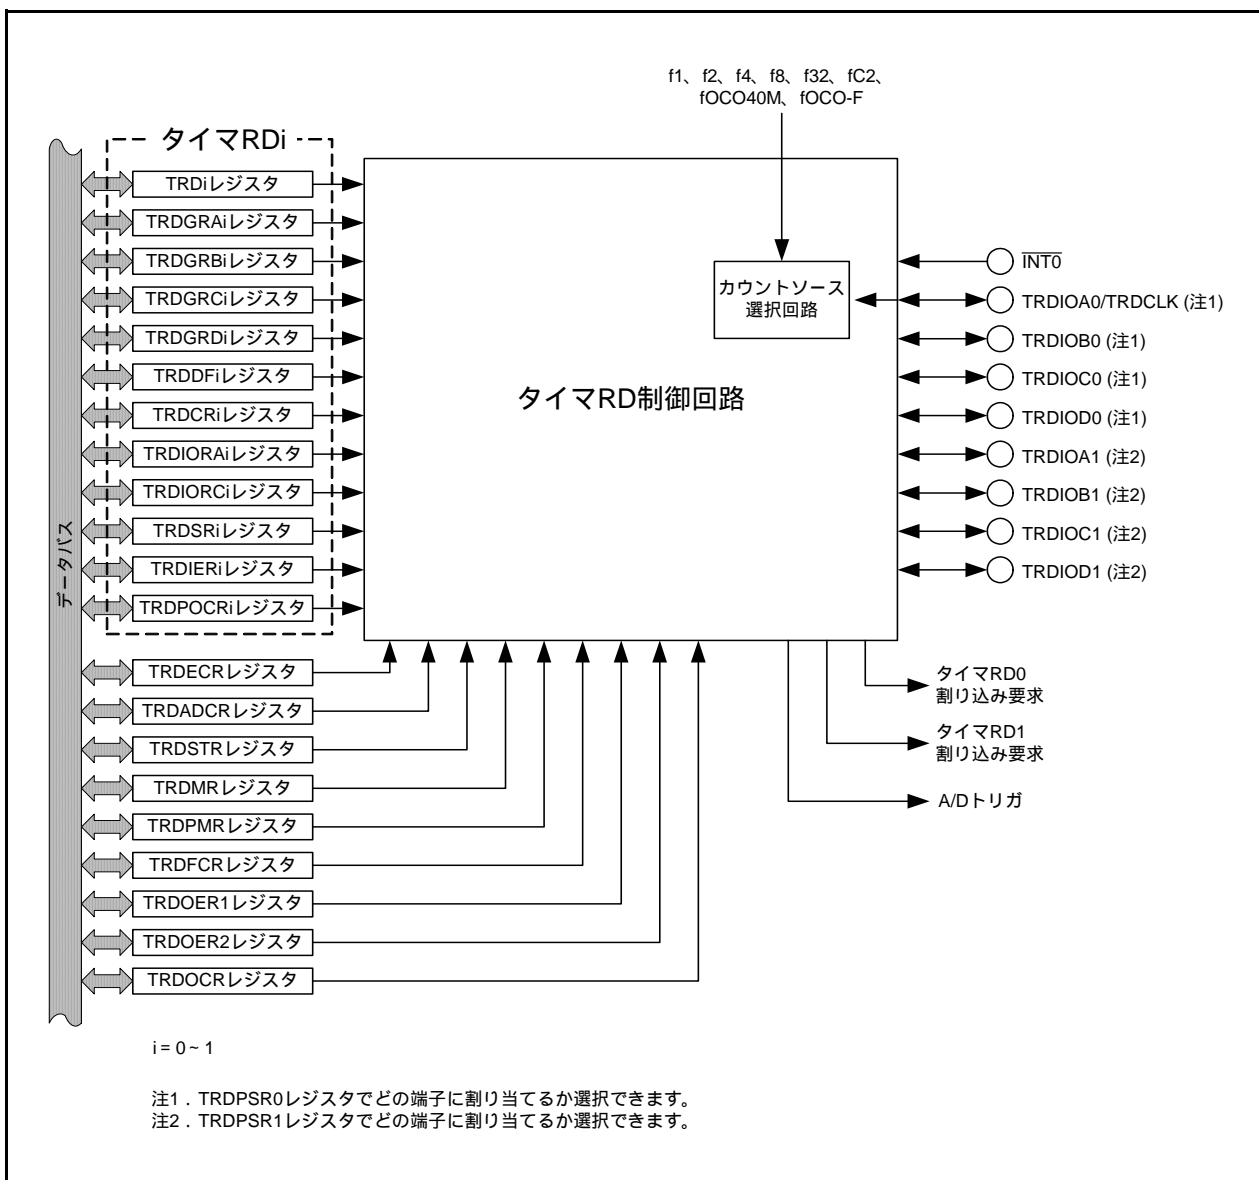 f1、f2、f4、f8、f32、fC2、
fOCO40M、fOCO-F
タイマRDi
TRDiレジスタ
TRDGRAiレジスタ
TRDGRBiレジスタ
TRDGRCiレジスタ
TRDGRDiレジスタ
TRDDFiレジスタ
TRDCRiレジスタ
TRDIORAiレジスタ
TRDIORCiレジスタ
TRDSRiレジスタ
TRDIERiレジスタ
TRDPOCRiレジスタ
データバス
カウントソース
選択回路
タイマRD制御回路
INT0
TRDIOA0/TRDCLK (注1)
TRDIOB0 (注1)
TRDIOC0 (注1)
TRDIOD0 (注1)
TRDIOA1 (注2)
TRDIOB1 (注2)
TRDIOC1 (注2)
TRDIOD1 (注2)
TRDECRレジスタ
TRDADCRレジスタ
TRDSTRレジスタ
TRDMRレジスタ
TRDPMRレジスタ
TRDFCRレジスタ
TRDOER1レジスタ
TRDOER2レジスタ
TRDOCRレジスタ
タイマRD0
割り込み要求
タイマRD1
割り込み要求
A/Dトリガ
i = 0~1
注1．TRDPSR0レジスタでどの端子に割り当てるか選択できます。
注2．TRDPSR1レジスタでどの端子に割り当てるか選択できます。